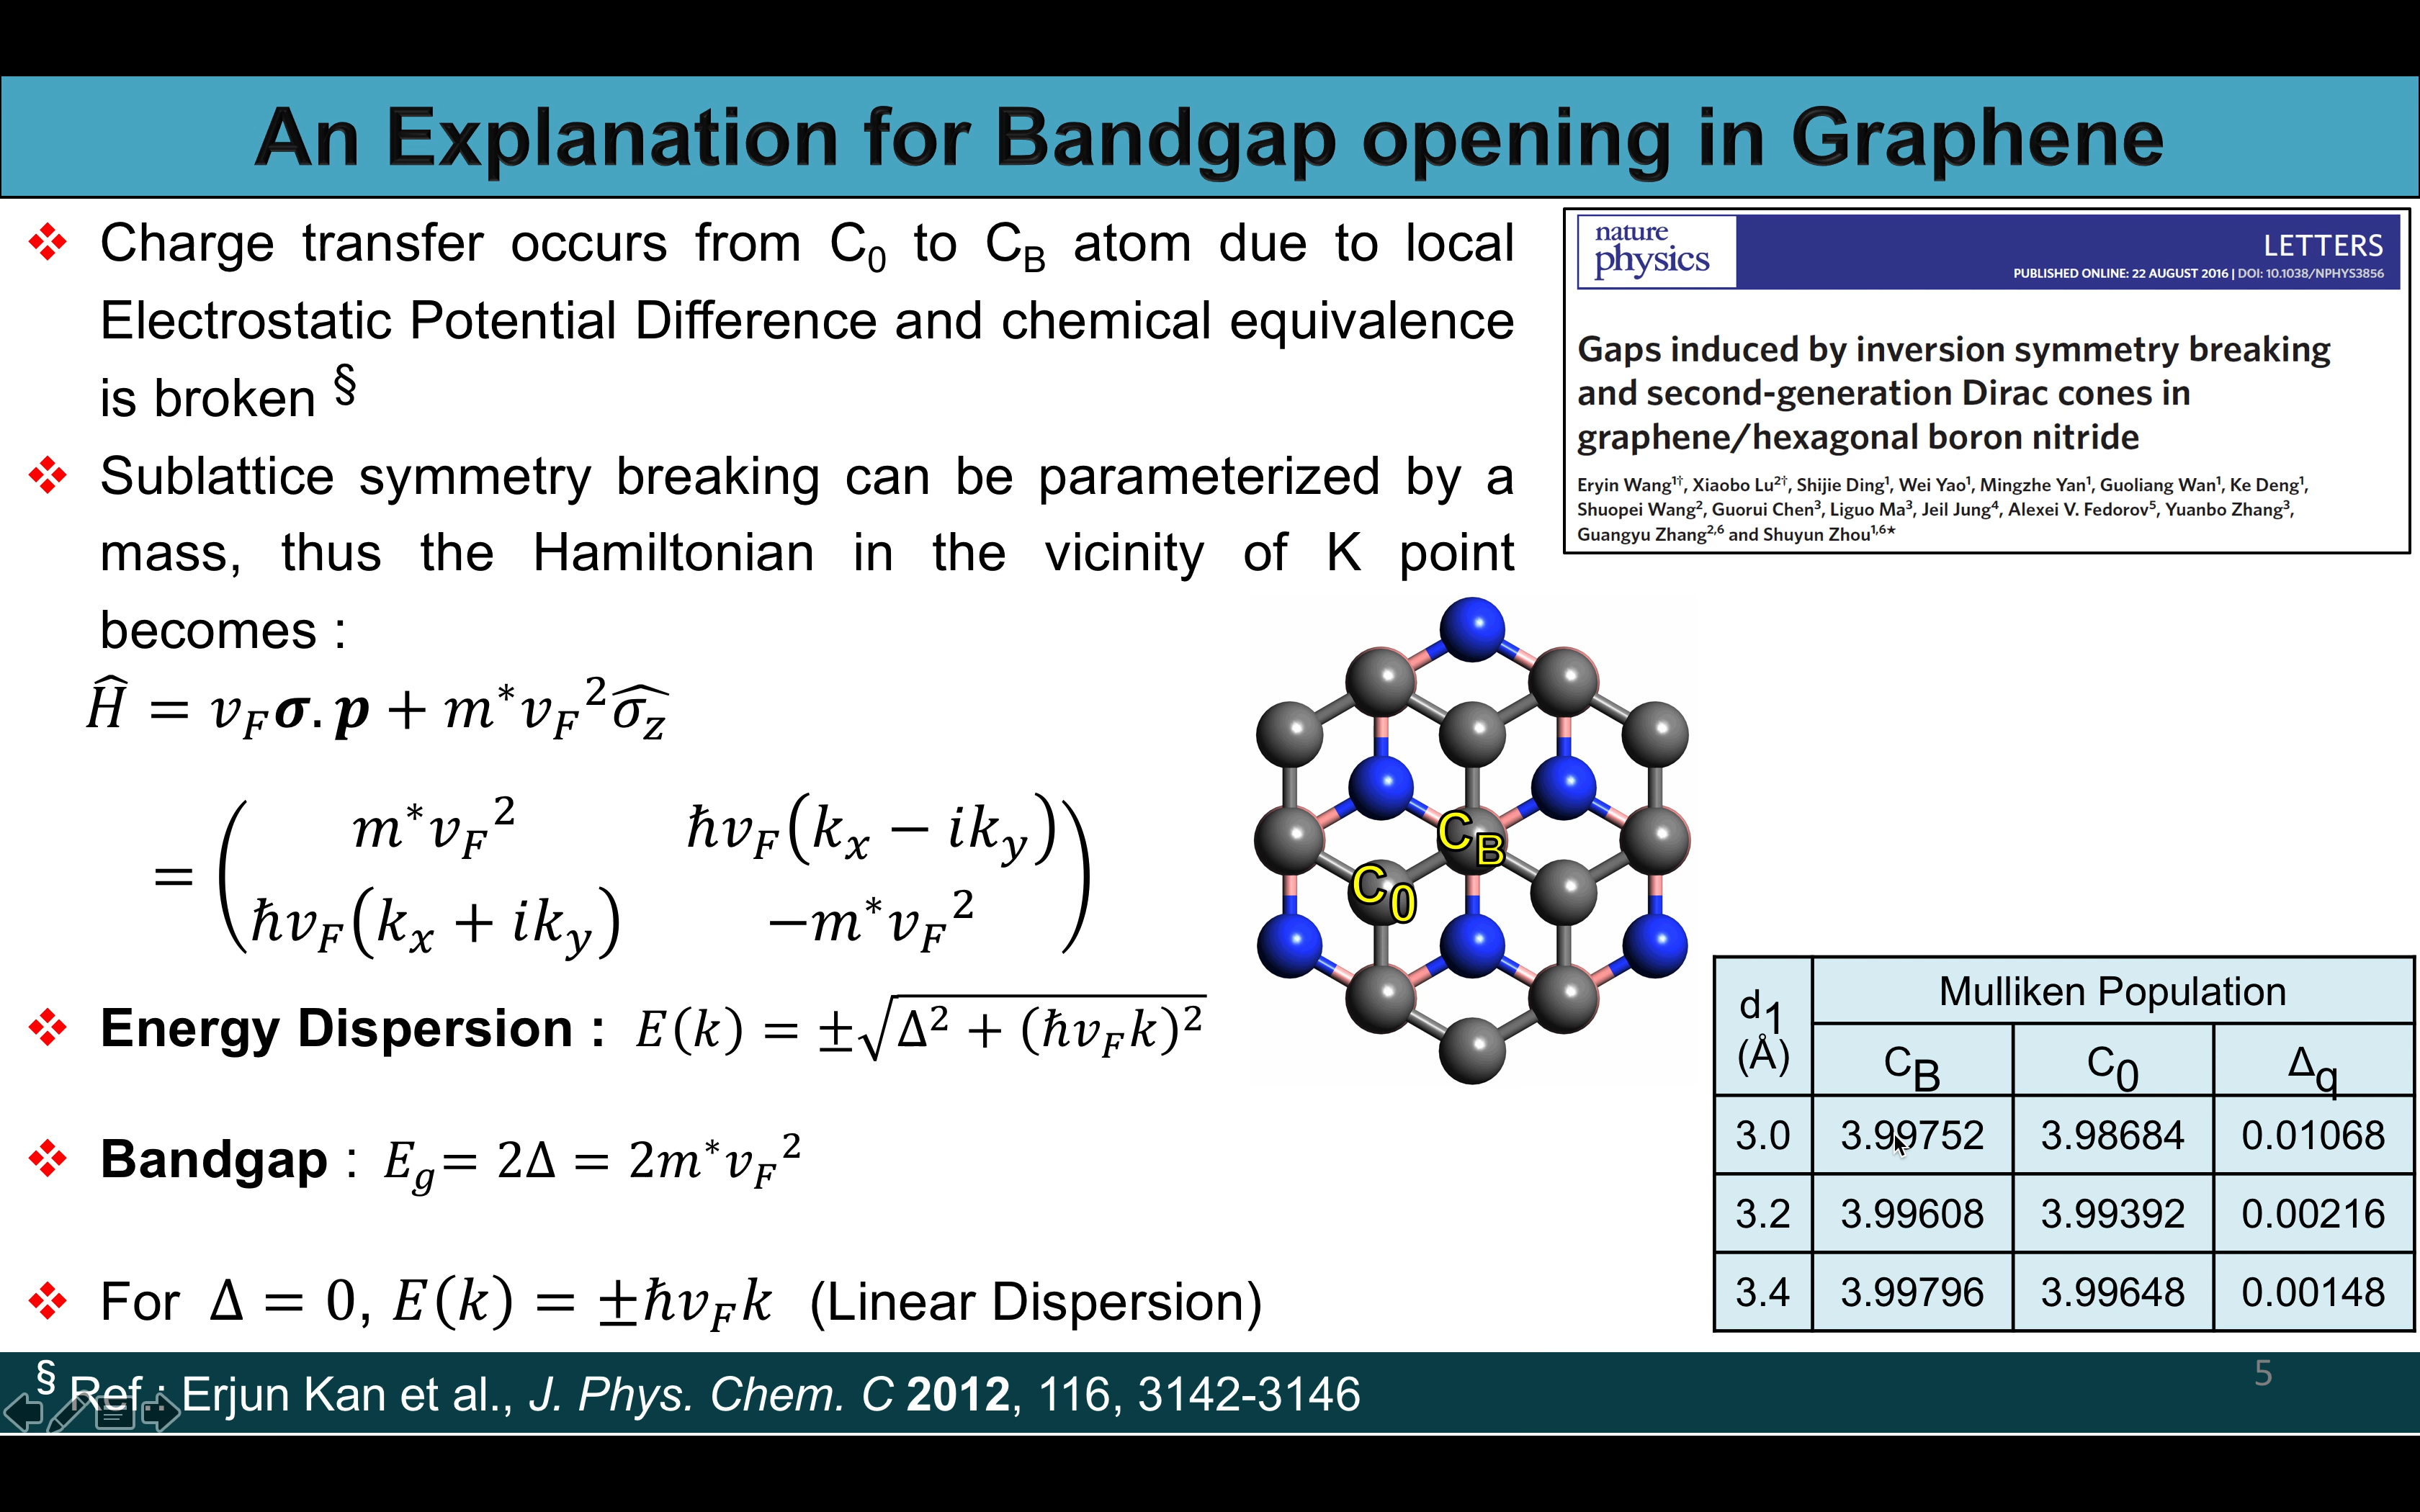 An Explanation for Bandgap opening in Graphene
❖ Charge transfer occurs from C₀ to C_B atom due to local
Electrostatic Potential Difference and chemical equivalence
is broken §
❖ Sublattice symmetry breaking can be parameterized by a
mass, thus the Hamiltonian in the vicinity of K point
becomes :
Ĥ = v_F σ.p + m*v_F² σ̂_z
= ( m*v_F²   ħv_F(k_x − ik_y)
ħv_F(k_x + ik_y)   −m*v_F² )
❖ Energy Dispersion : E(k) = ±√(Δ² + (ħv_F k)²)
❖ Bandgap : E_g = 2Δ = 2m*v_F²
❖ For Δ = 0, E(k) = ±ħv_F k (Linear Dispersion)
nature
physics
LETTERS
PUBLISHED ONLINE: 22 AUGUST 2016 | DOI: 10.1038/NPHYS3856
Gaps induced by inversion symmetry breaking
and second-generation Dirac cones in
graphene/hexagonal boron nitride
Eryin Wang¹†, Xiaobo Lu²†, Shijie Ding¹, Wei Yao¹, Mingzhe Yan¹, Guoliang Wan¹, Ke Deng¹,
Shuopei Wang², Guorui Chen³, Liguo Ma³, Jeil Jung⁴, Alexei V. Fedorov⁵, Yuanbo Zhang³,
Guangyu Zhang²,⁶ and Shuyun Zhou¹,⁶*
C_B
C₀
d₁ (Å) Mulliken Population
C_B C₀ Δ_q
3.0 3.99752 3.98684 0.01068
3.2 3.99608 3.99392 0.00216
3.4 3.99796 3.99648 0.00148
§ Ref.: Erjun Kan et al., J. Phys. Chem. C 2012, 116, 3142-3146
5